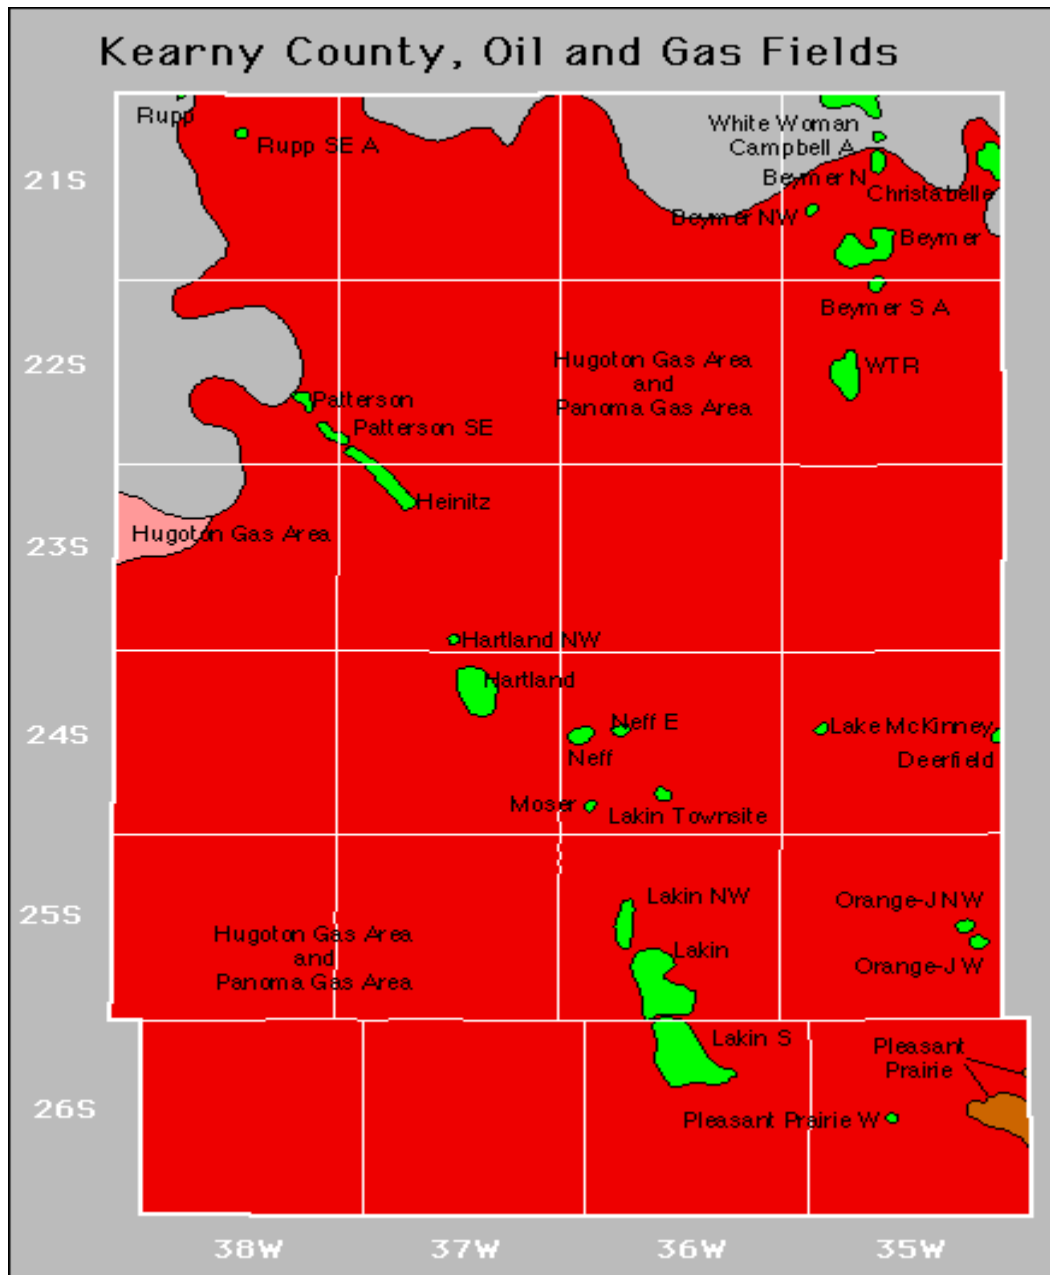 Kearny County, Oil and Gas Fields
Rupp
Rupp SE A
White Woman
Campbell A
21S
Beymer N
Christabelle
Beymer NW
Beymer
Beymer S A
22S
Hugoton Gas Area
and
Panoma Gas Area
WTR
Patterson
Patterson SE
Heinitz
Hugoton Gas Area
23S
Hartland NW
Hartland
24S
Neff E
Neff
Lake McKinney
Deerfield
Moser
Lakin Townsite
25S
Lakin NW
Orange-J NW
Hugoton Gas Area
and
Panoma Gas Area
Lakin
Orange-J W
Lakin S
Pleasant
Prairie
26S
Pleasant Prairie W
38W
37W
36W
35W